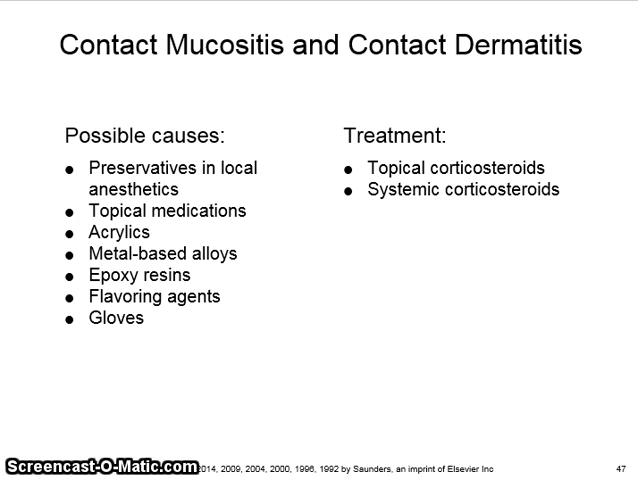 Contact Mucositis and Contact Dermatitis
Possible causes:
● Preservatives in local
anesthetics
● Topical medications
● Acrylics
● Metal-based alloys
● Epoxy resins
● Flavoring agents
● Gloves
Treatment:
● Topical corticosteroids
● Systemic corticosteroids
Screencast-O-Matic.com
2014, 2009, 2004, 2000, 1996, 1992 by Saunders, an imprint of Elsevier Inc
47